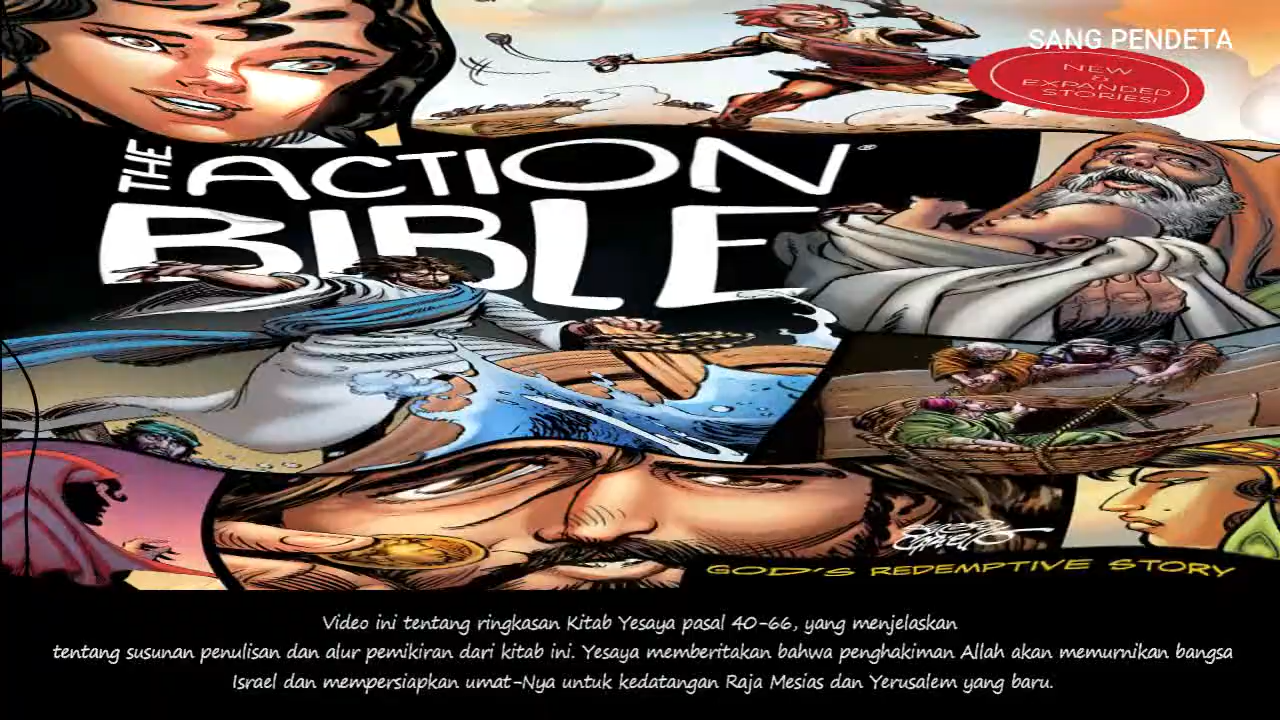 SANG PENDETA
NEW
&
EXPANDED
STORIES!
THE
ACTION
BIBLE
®
GOD'S REDEMPTIVE STORY
Video ini tentang ringkasan Kitab Yesaya pasal 40-66, yang menjelaskan
tentang susunan penulisan dan alur pemikiran dari kitab ini. Yesaya memberitakan bahwa penghakiman Allah akan memurnikan bangsa
Israel dan mempersiapkan umat-Nya untuk kedatangan Raja Mesias dan Yerusalem yang baru.